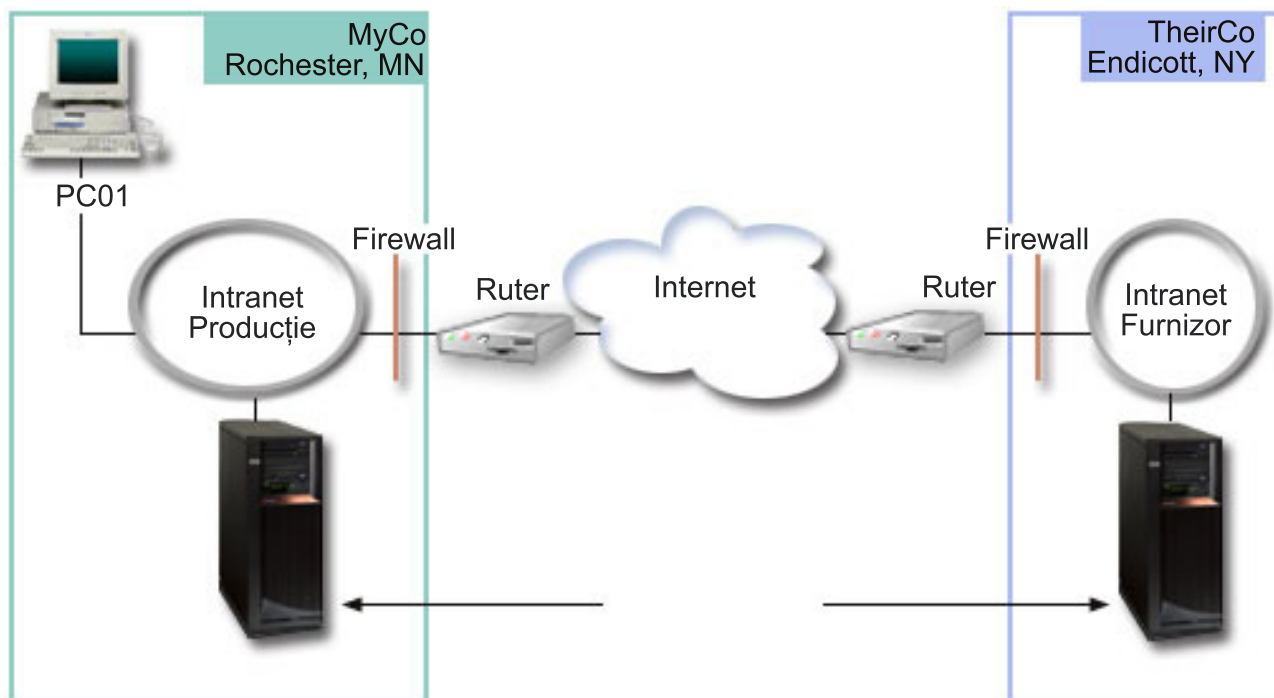 MyCo
Rochester, MN
TheirCo
Endicott, NY
PC01
Firewall
Firewall
Ruter
Internet
Ruter
Intranet
Producție
Intranet
Furnizor